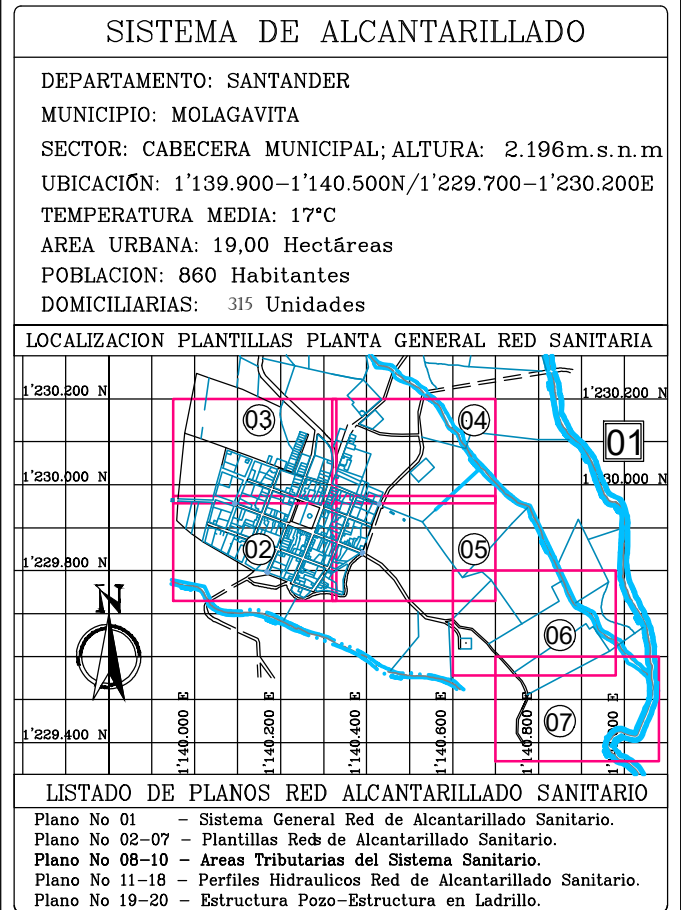 SISTEMA DE ALCANTARILLADO
DEPARTAMENTO: SANTANDER
MUNICIPIO: MOLAGAVITA
SECTOR: CABECERA MUNICIPAL; ALTURA: 2.196m.s.n.m
UBICACIÓN: 1'139.900-1'140.500N/1'229.700-1'230.200E
TEMPERATURA MEDIA: 17°C
AREA URBANA: 19,00 Hectáreas
POBLACION: 860 Habitantes
DOMICILIARIAS: 315 Unidades
LOCALIZACION PLANTILLAS PLANTA GENERAL RED SANITARIA
1'230.200 N
1'230.200 N
03
04
01
1'230.000 N
1'230.000 N
02
05
1'229.800 N
N
06
07
1'229.400 N
1'140.000 E
1'140.200 E
1'140.400 E
1'140.600 E
1'140.800 E
E
LISTADO DE PLANOS RED ALCANTARILLADO SANITARIO
Plano No 01 - Sistema General Red de Alcantarillado Sanitario.
Plano No 02-07 - Plantillas Reds de Alcantarillado Sanitario.
Plano No 08-10 - Areas Tributarias del Sistema Sanitario.
Plano No 11-18 - Perfiles Hidraulicos Red de Alcantarillado Sanitario.
Plano No 19-20 - Estructura Pozo-Estructura en Ladrillo.